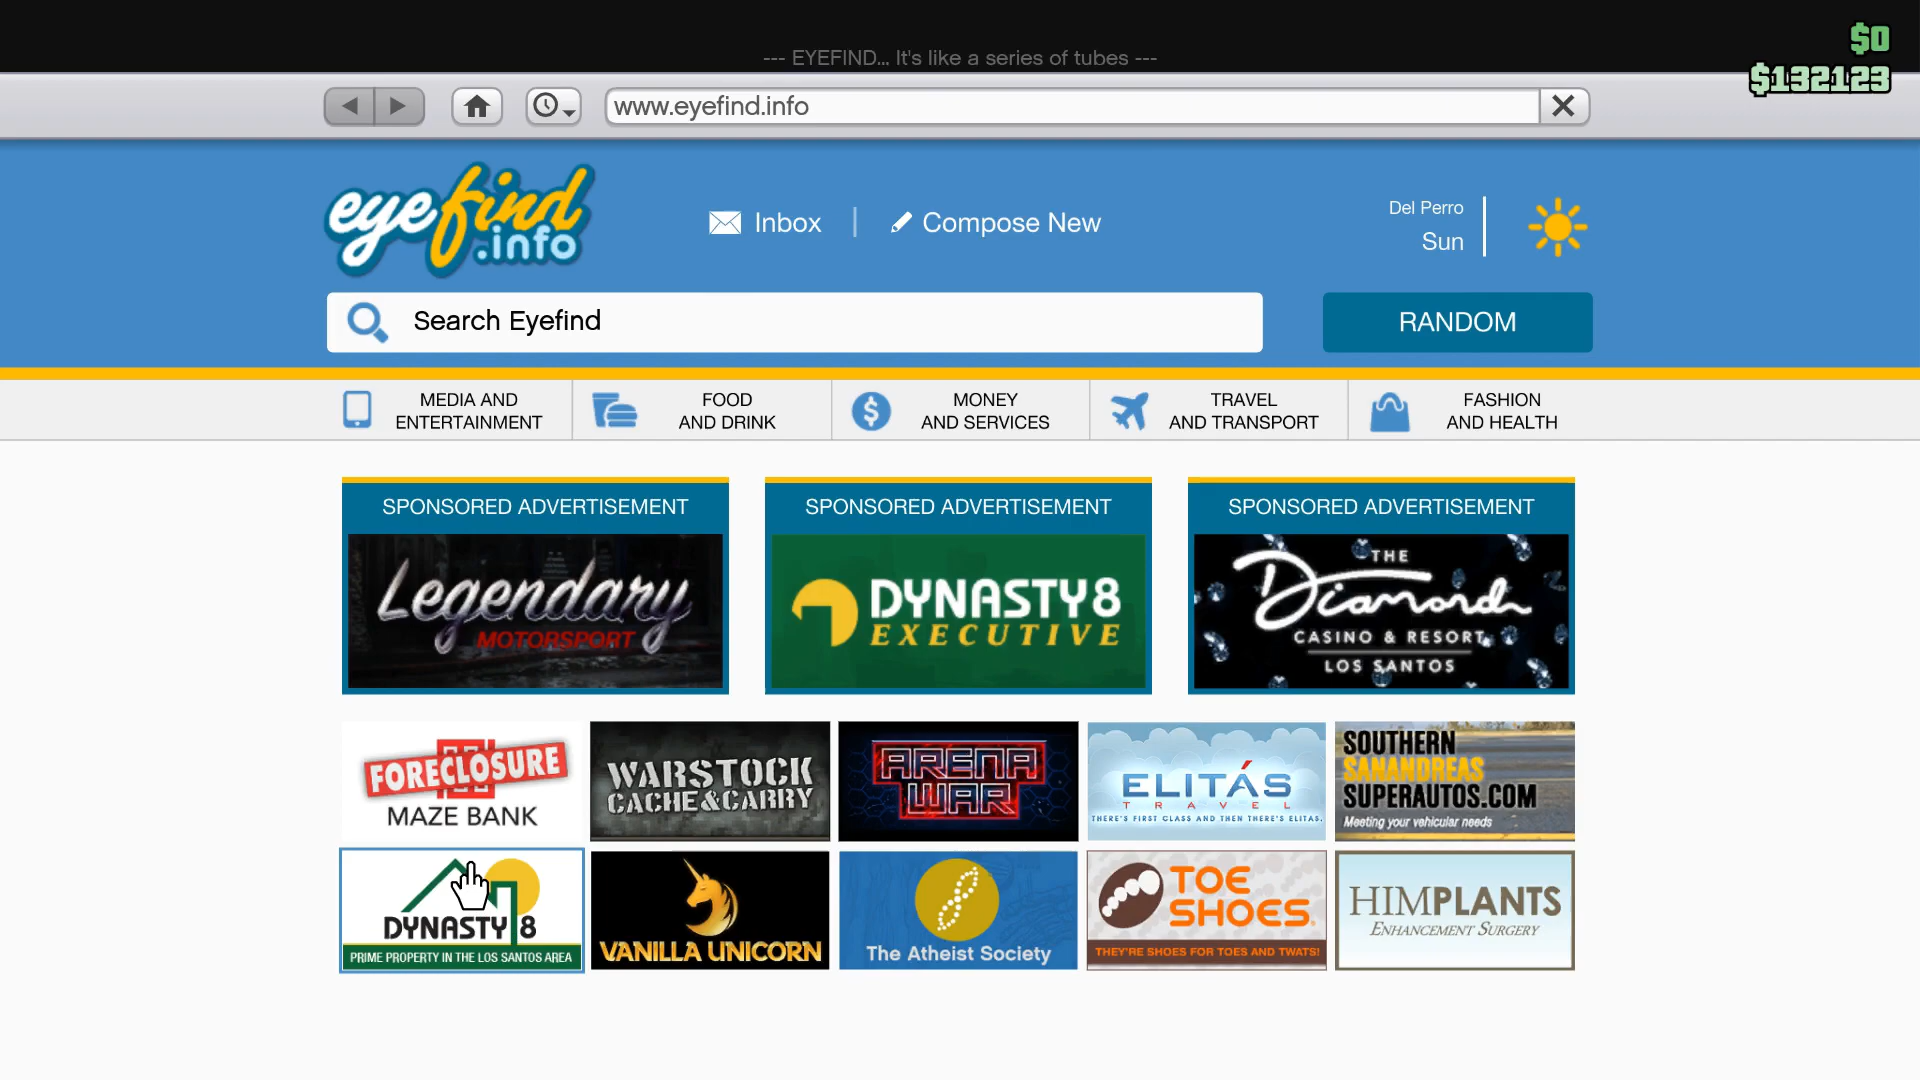 $0
--- EYEFIND... It's like a series of tubes ---
$132123
www.eyefind.info
eyefind
.info
Inbox
Compose New
Del Perro
Sun
Search Eyefind
RANDOM
MEDIA AND
ENTERTAINMENT
FOOD
AND DRINK
MONEY
AND SERVICES
TRAVEL
AND TRANSPORT
FASHION
AND HEALTH
SPONSORED ADVERTISEMENT
Legendary
MOTORSPORT
SPONSORED ADVERTISEMENT
DYNASTY 8
EXECUTIVE
SPONSORED ADVERTISEMENT
THE
Diamond
CASINO & RESORT
LOS SANTOS
FORECLOSURE
MAZE BANK
WARSTOCK
CACHE&CARRY
ARENA
WAR
ELITÁS
TRAVEL
THERE'S FIRST CLASS AND THEN THERE'S ELITAS.
SOUTHERN
SANANDREAS
SUPERAUTOS.COM
Meeting your vehicular needs
DYNASTY 8
PRIME PROPERTY IN THE LOS SANTOS AREA
VANILLA UNICORN
The Atheist Society
TOE
SHOES
THEY'RE SHOES FOR TOES AND TWATS!
HIMPLANTS
ENHANCEMENT SURGERY